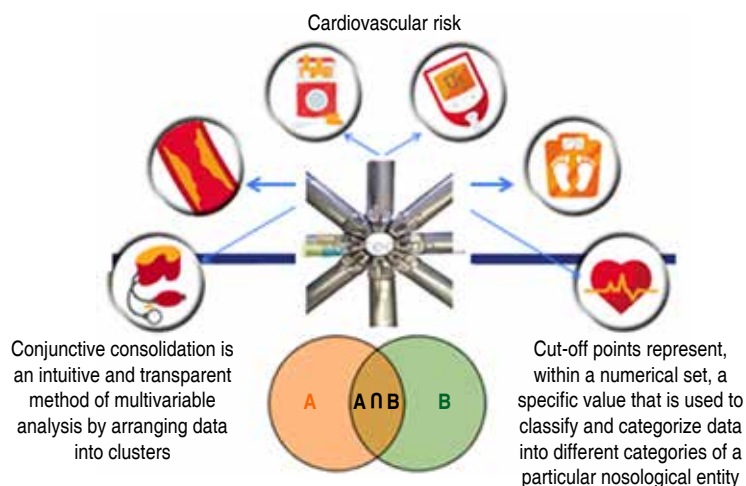 Cardiovascular risk
Conjunctive consolidation is
an intuitive and transparent
method of multivariable
analysis by arranging data
into clusters
A
A ∩ B
B
Cut-off points represent,
within a numerical set, a
specific value that is used to
classify and categorize data
into different categories of a
particular nosological entity